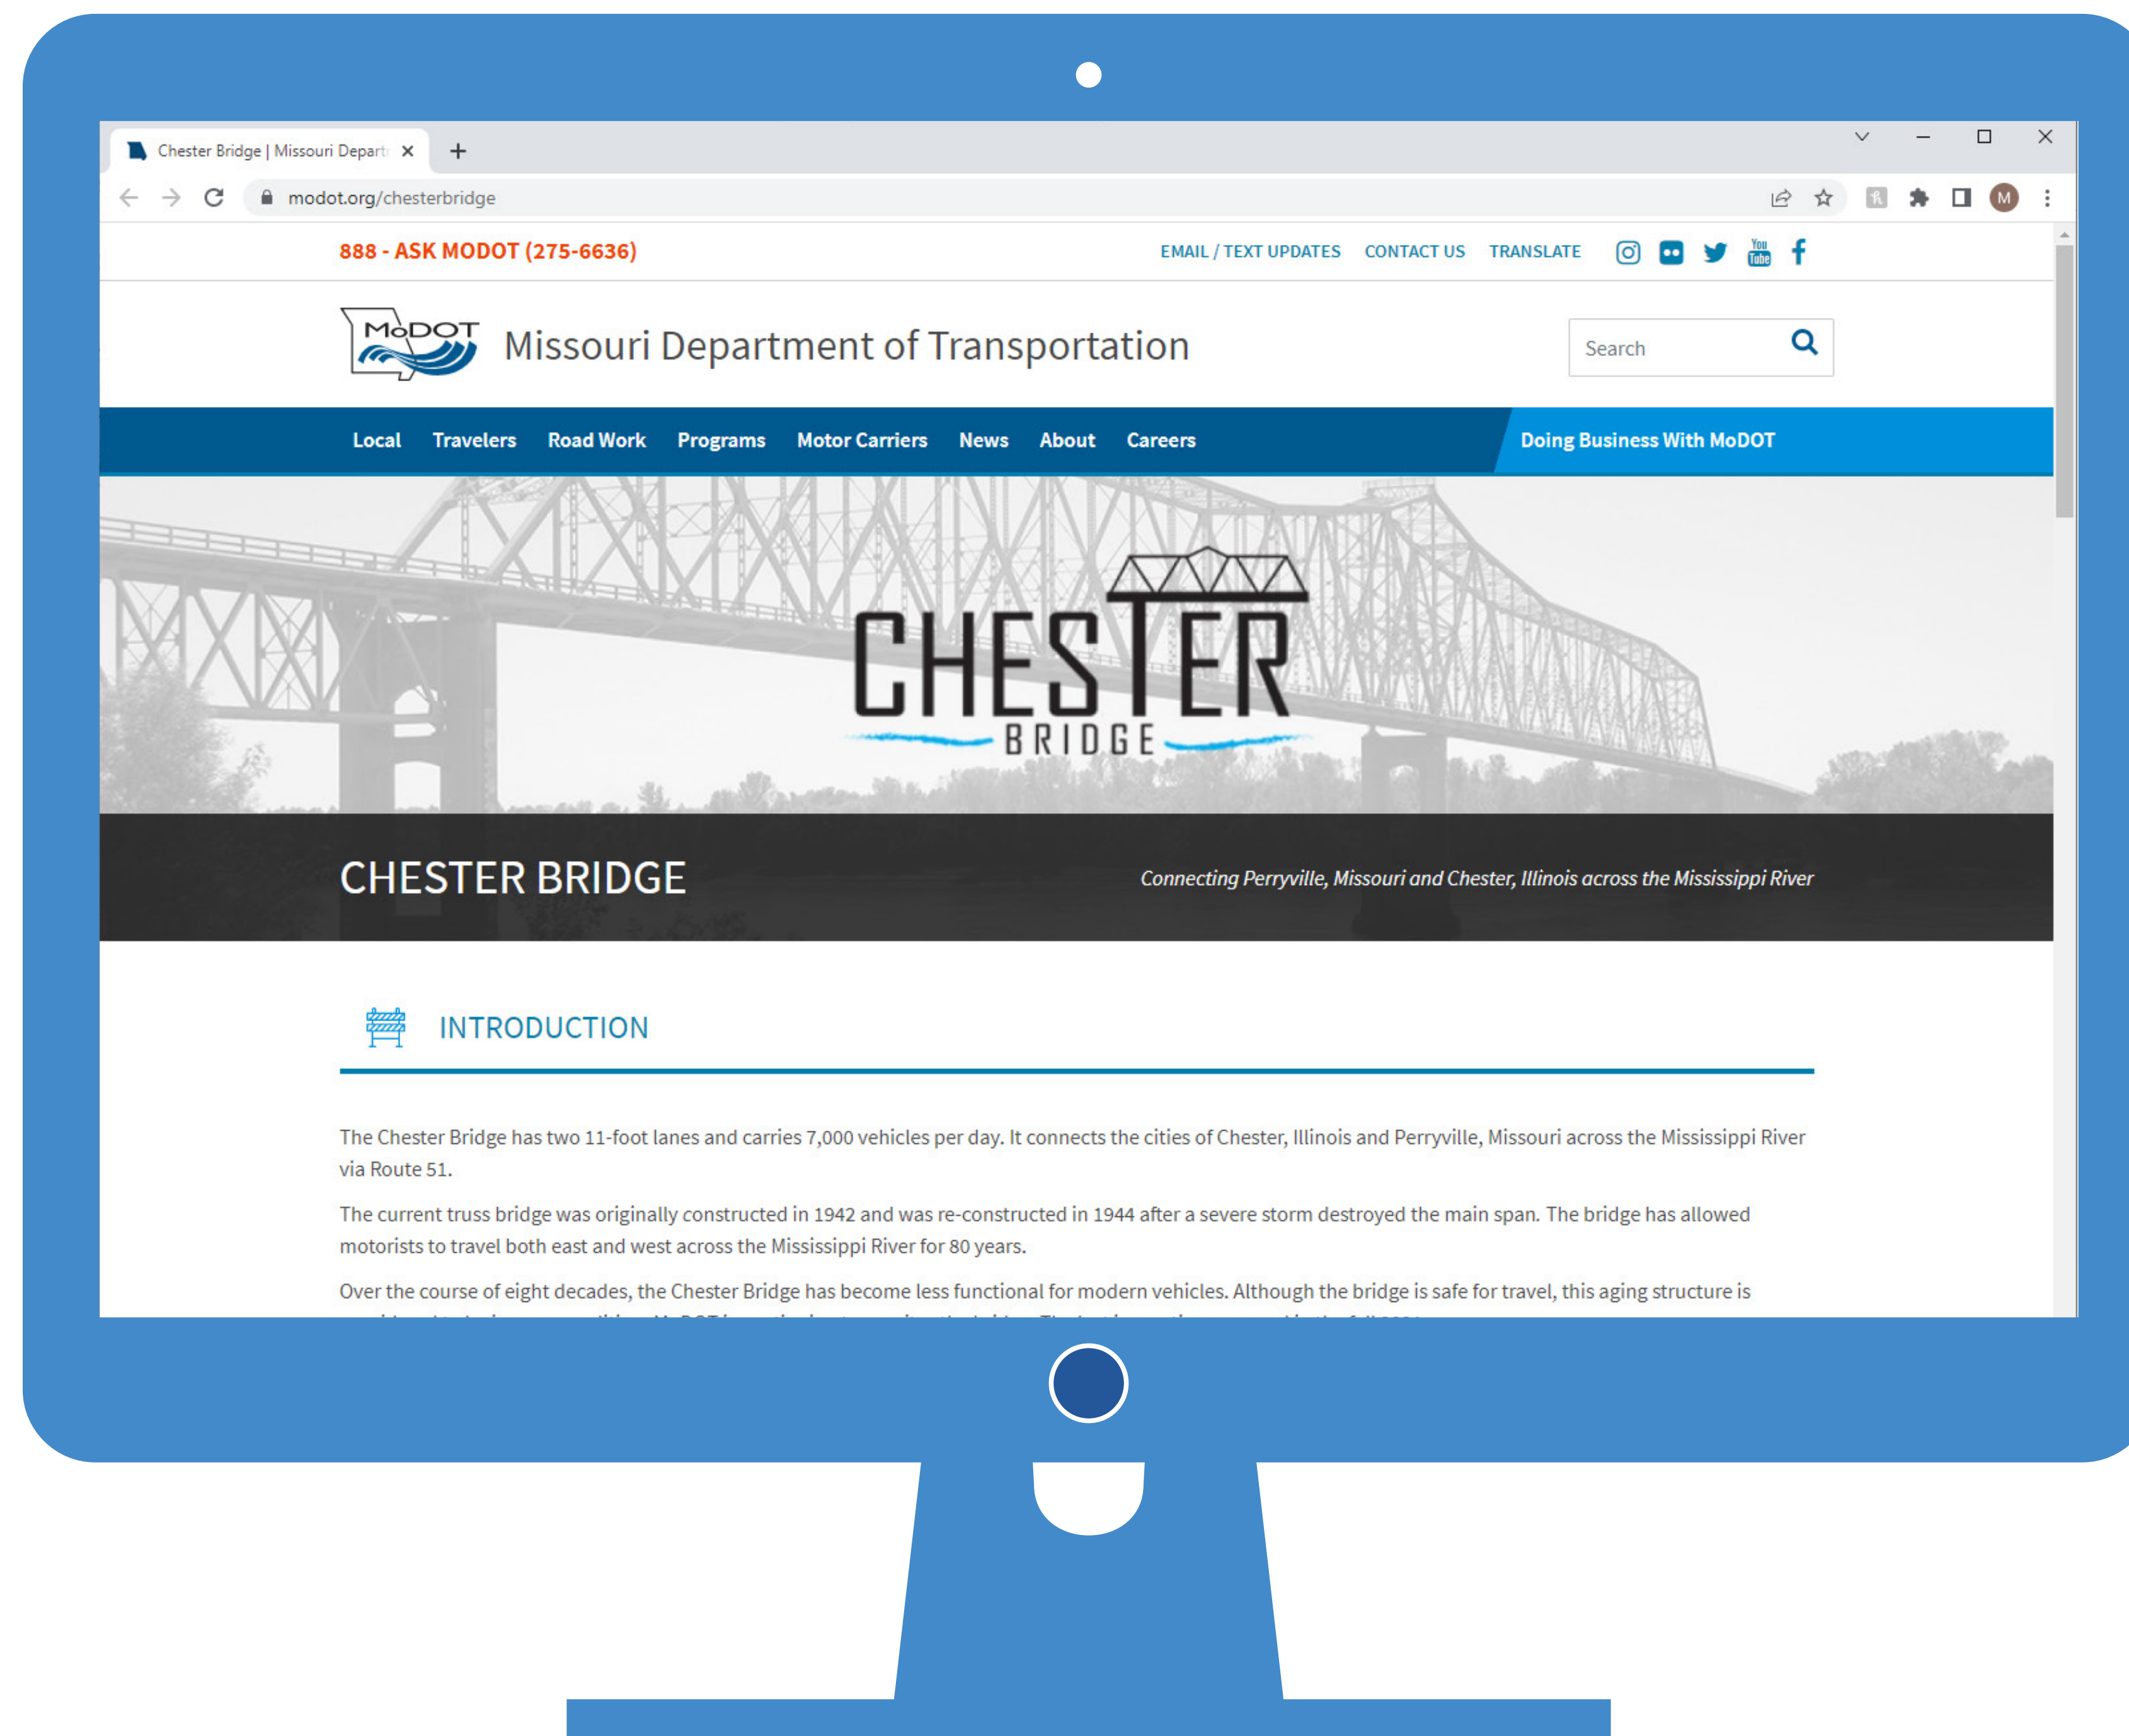 Chester Bridge | Missouri Depart
modot.org/chesterbridge
M
888 - ASK MODOT (275-6636)
EMAIL / TEXT UPDATES CONTACT US TRANSLATE You Tube
MoDOT
Missouri Department of Transportation
Search
Local Travelers Road Work Programs Motor Carriers News About Careers Doing Business With MoDOT
CHESTER
BRIDGE
CHESTER BRIDGE
Connecting Perryville, Missouri and Chester, Illinois across the Mississippi River
INTRODUCTION
The Chester Bridge has two 11-foot lanes and carries 7,000 vehicles per day. It connects the cities of Chester, Illinois and Perryville, Missouri across the Mississippi River
via Route 51.
The current truss bridge was originally constructed in 1942 and was re-constructed in 1944 after a severe storm destroyed the main span. The bridge has allowed
motorists to travel both east and west across the Mississippi River for 80 years.
Over the course of eight decades, the Chester Bridge has become less functional for modern vehicles. Although the bridge is safe for travel, this aging structure is